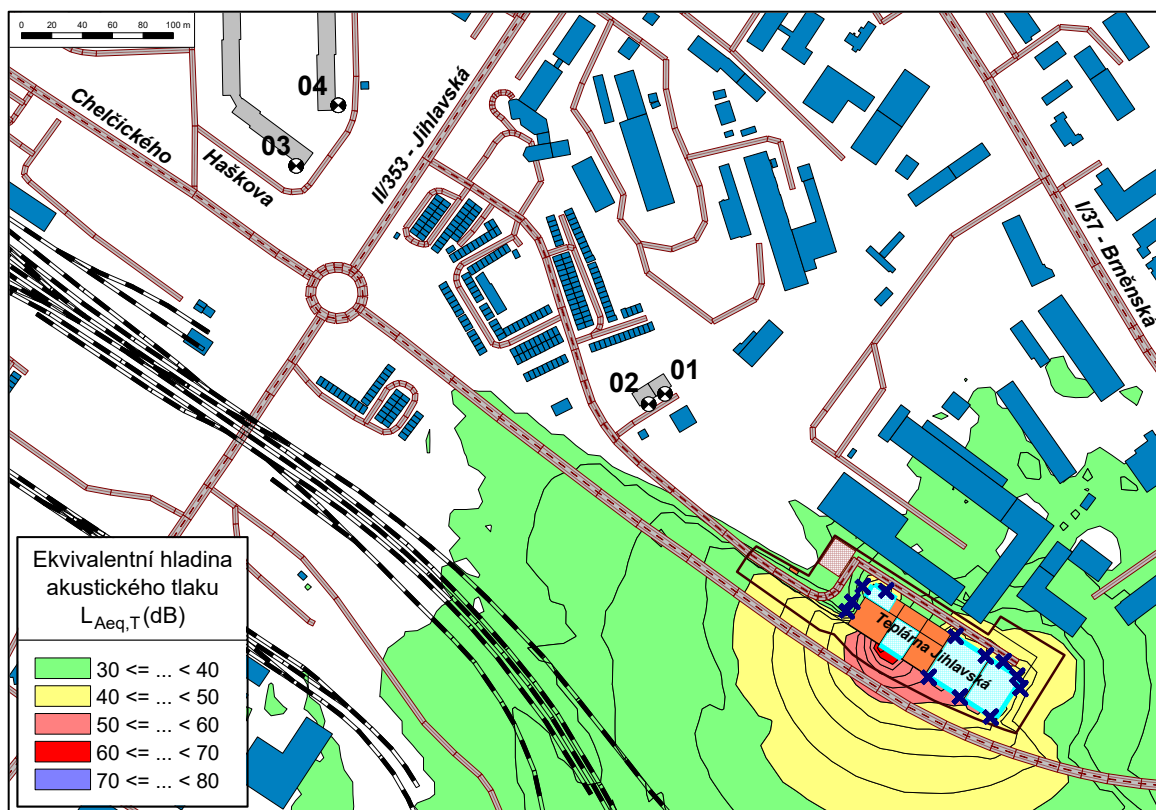 0 20 40 60 80 100 m
04
03
Chelčického
Haškova
II/353 - Jihlavská
I/37 - Brněnská
02 01
Teplárna Jihlavská
Ekvivalentní hladina
akustického tlaku
LAeq,T(dB)
30 <= ... < 40
40 <= ... < 50
50 <= ... < 60
60 <= ... < 70
70 <= ... < 80